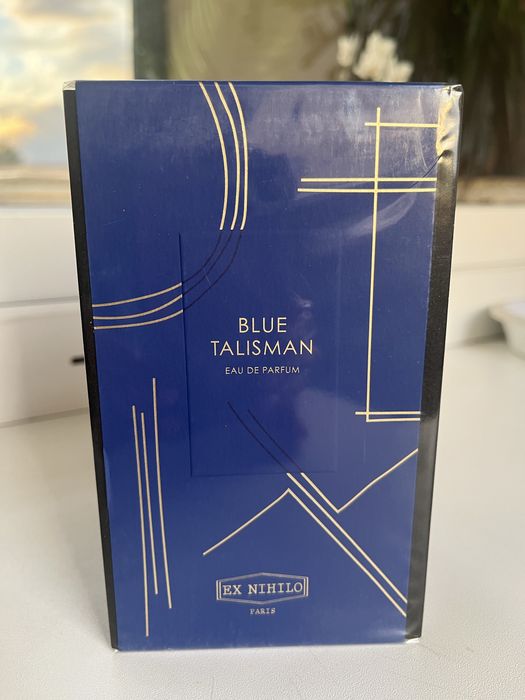 BLUE
TALISMAN
EAU DE PARFUM
EX NIHILO
PARIS